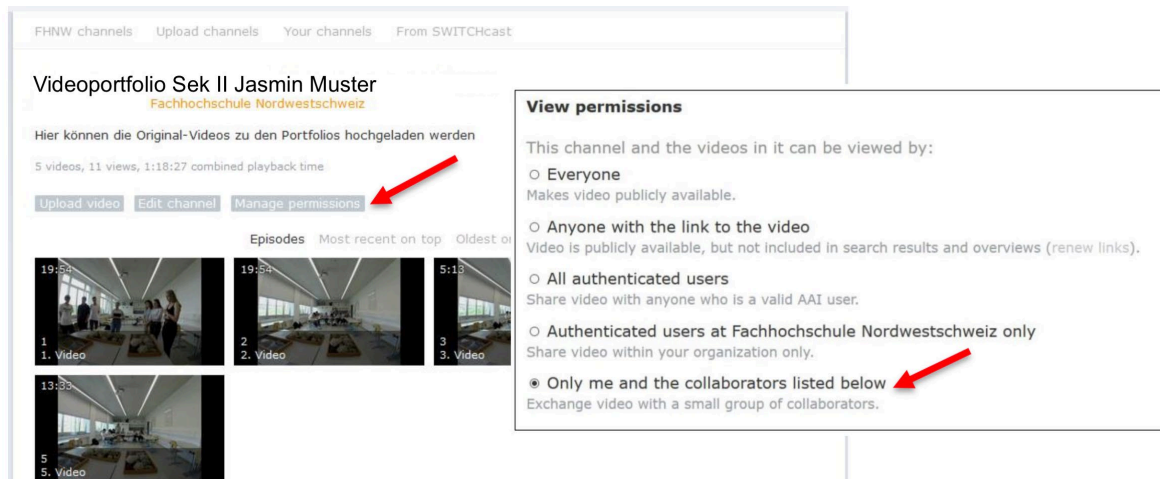 FHNW channels Upload channels Your channels From SWITCHcast
Videoportfolio Sek II Jasmin Muster
Fachhochschule Nordwestschweiz
Hier können die Original-Videos zu den Portfolios hochgeladen werden
5 videos, 11 views, 1:18:27 combined playback time
Upload video Edit channel Manage permissions
Episodes Most recent on top Oldest on
19:54
1
1. Video
19:54
2
2. Video
5:13
3
3. Video
13:33
5
5. Video
View permissions
This channel and the videos in it can be viewed by:
Everyone
Makes video publicly available.
Anyone with the link to the video
Video is publicly available, but not included in search results and overviews (renew links).
All authenticated users
Share video with anyone who is a valid AAI user.
Authenticated users at Fachhochschule Nordwestschweiz only
Share video within your organization only.
Only me and the collaborators listed below
Exchange video with a small group of collaborators.